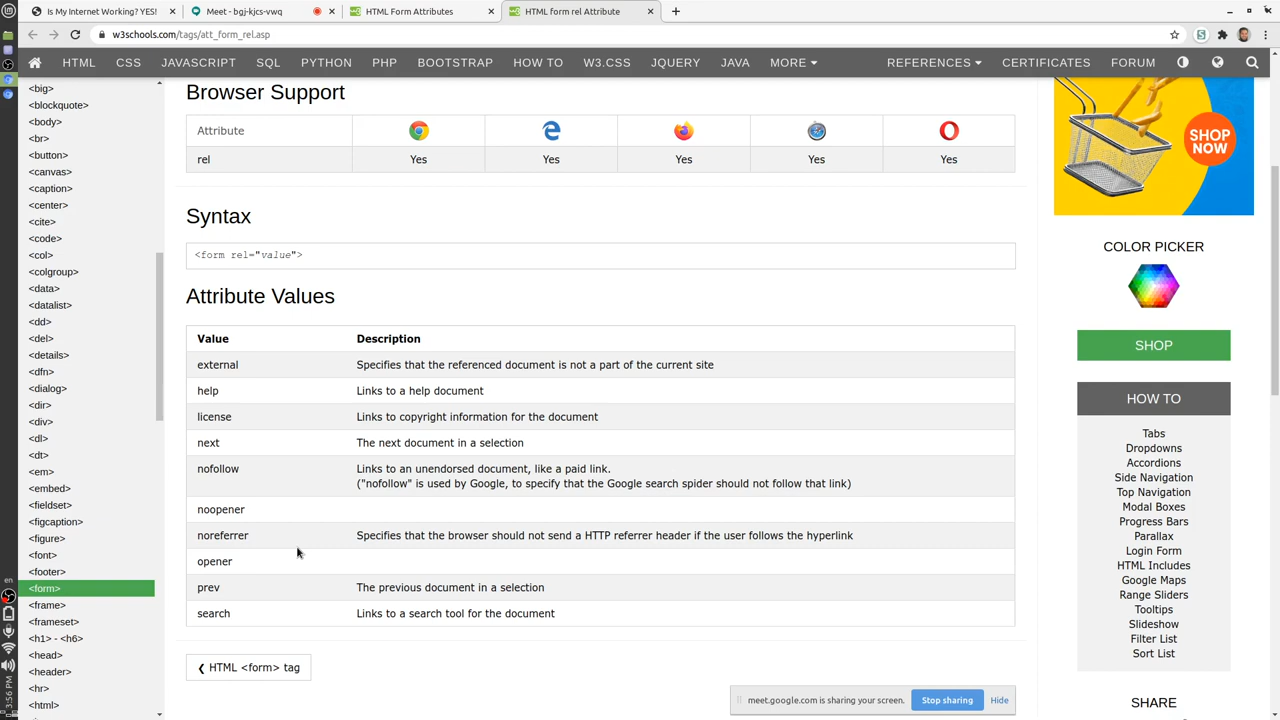 Is My Internet Working? YES!
Meet - bgj-kjcs-vwq
HTML Form Attributes
HTML form rel Attribute
w3schools.com/tags/att_form_rel.asp
HTML CSS JAVASCRIPT SQL PYTHON PHP BOOTSTRAP HOW TO W3.CSS JQUERY JAVA MORE REFERENCES CERTIFICATES FORUM
<big>
<blockquote>
<body>
<br>
<button>
<canvas>
<caption>
<center>
<cite>
<code>
<col>
<colgroup>
<data>
<datalist>
<dd>
<del>
<details>
<dfn>
<dialog>
<dir>
<div>
<dl>
<dt>
<em>
<embed>
<fieldset>
<figcaption>
<figure>
<font>
<footer>
<form>
<frame>
<frameset>
<h1> - <h6>
<head>
<header>
<hr>
<html>
en
3:56 PM
Browser Support
Attribute
rel Yes Yes Yes Yes Yes
Syntax
<form rel="value">
Attribute Values
Value Description
external Specifies that the referenced document is not a part of the current site
help Links to a help document
license Links to copyright information for the document
next The next document in a selection
nofollow Links to an unendorsed document, like a paid link.
("nofollow" is used by Google, to specify that the Google search spider should not follow that link)
noopener
noreferrer Specifies that the browser should not send a HTTP referrer header if the user follows the hyperlink
opener
prev The previous document in a selection
search Links to a search tool for the document
❮ HTML <form> tag
meet.google.com is sharing your screen. Stop sharing Hide
SHOP
NOW
COLOR PICKER
SHOP
HOW TO
Tabs
Dropdowns
Accordions
Side Navigation
Top Navigation
Modal Boxes
Progress Bars
Parallax
Login Form
HTML Includes
Google Maps
Range Sliders
Tooltips
Slideshow
Filter List
Sort List
SHARE